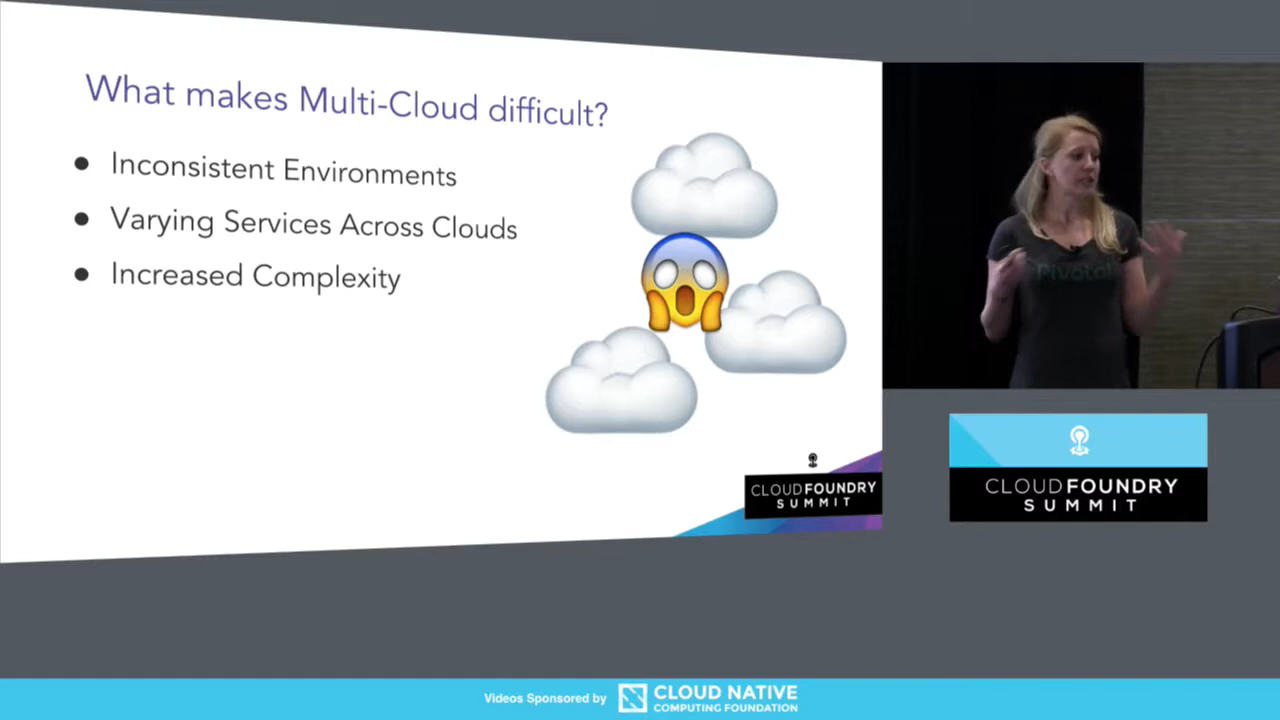 What makes Multi-Cloud difficult?
● Inconsistent Environments
● Varying Services Across Clouds
● Increased Complexity
CLOUDFOUNDRY
SUMMIT
Pivotal
CLOUDFOUNDRY
SUMMIT
Videos Sponsored by
CLOUD NATIVE
COMPUTING FOUNDATION